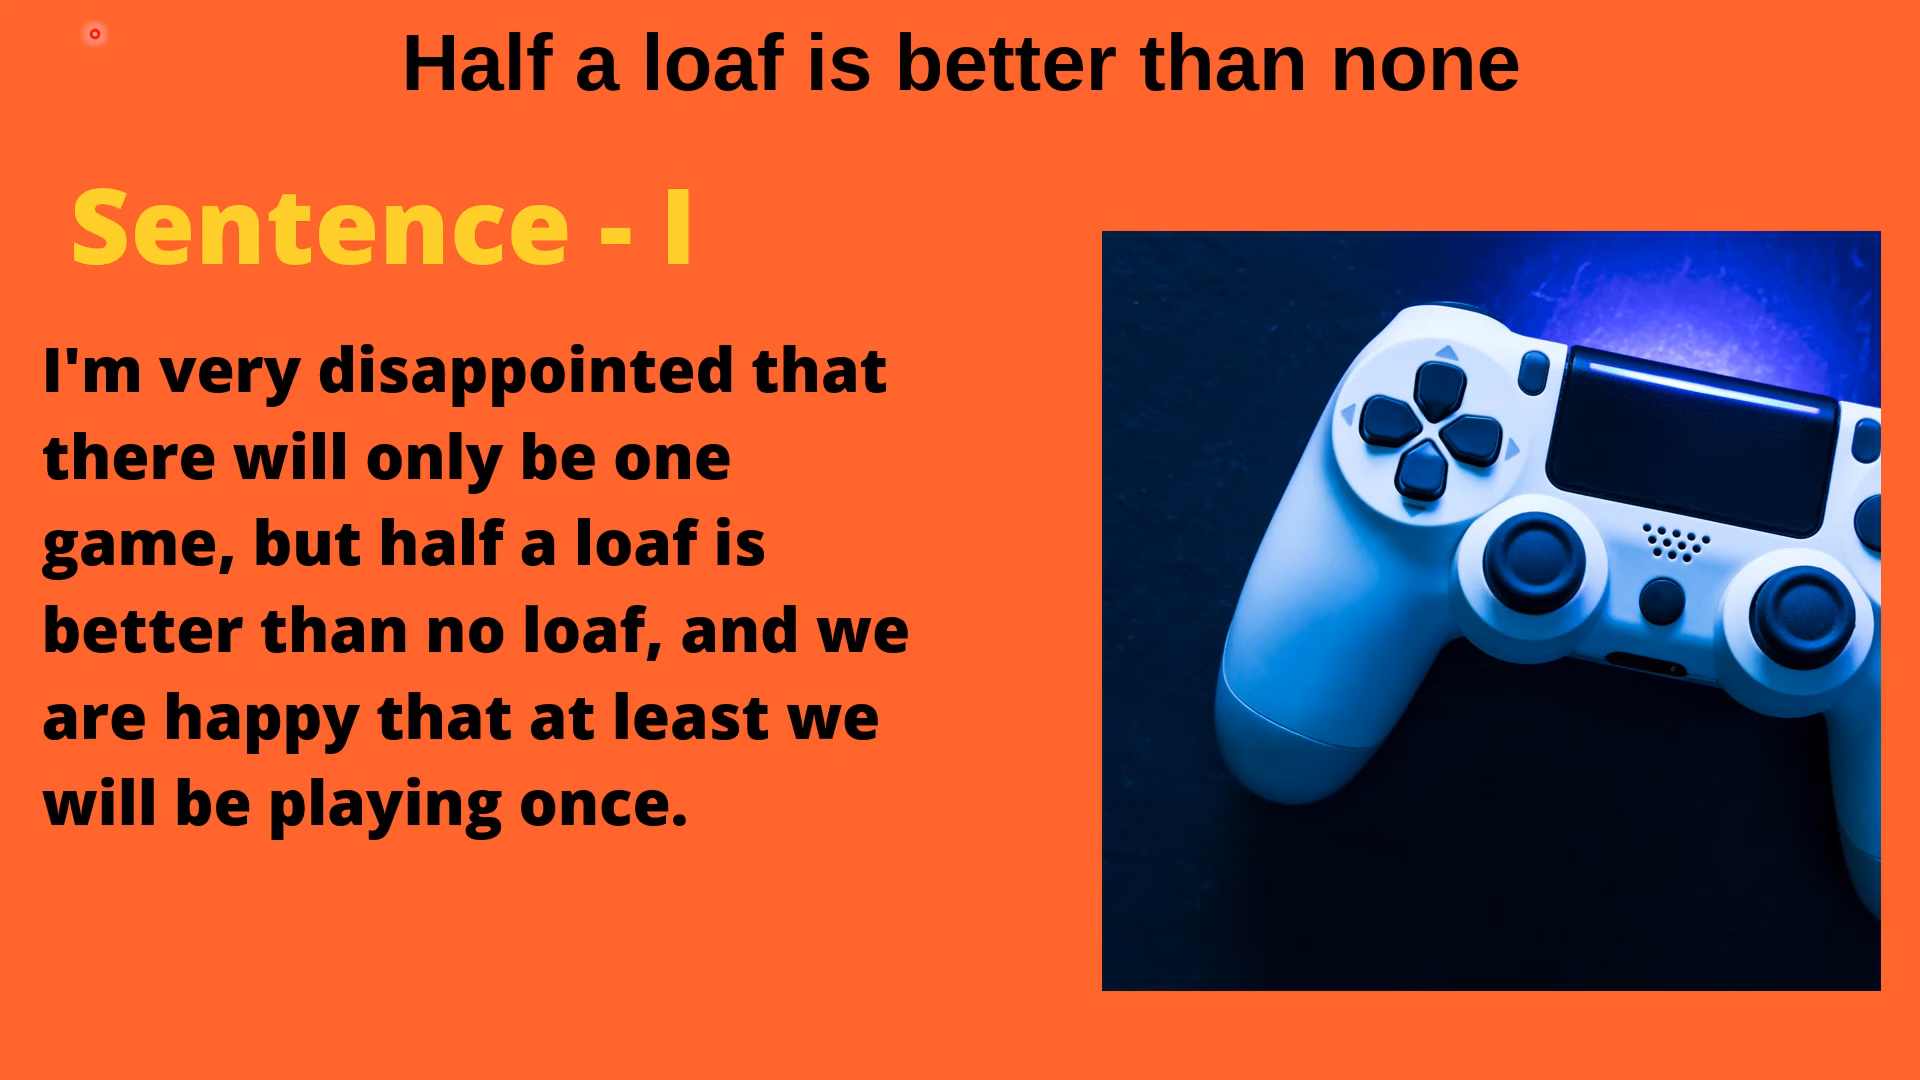 Half a loaf is better than none
Sentence - I
I'm very disappointed that
there will only be one
game, but half a loaf is
better than no loaf, and we
are happy that at least we
will be playing once.